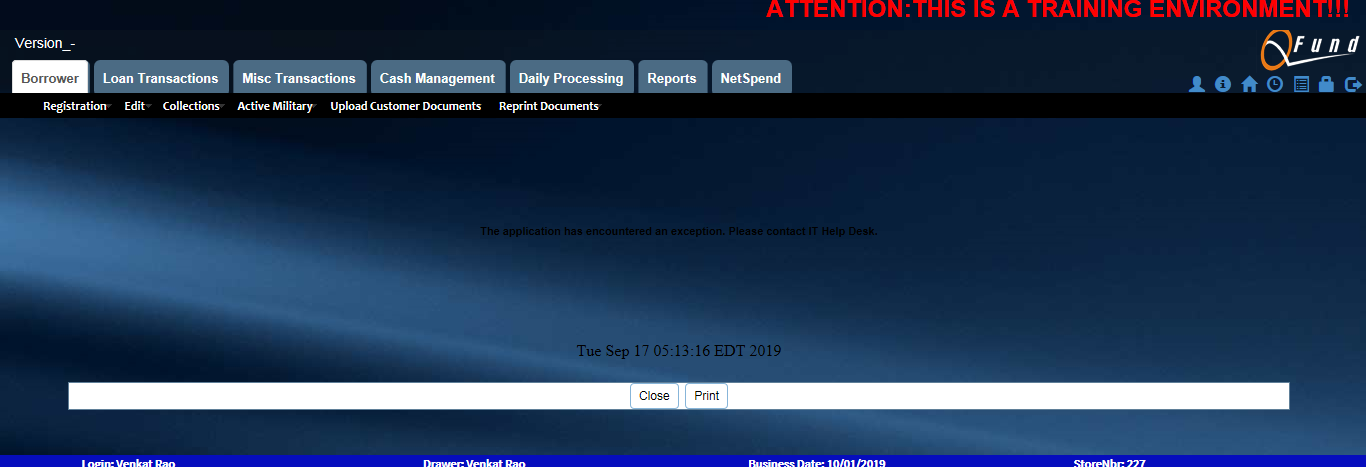 ATTENTION:THIS IS A TRAINING ENVIRONMENT!!!
Version_-
QFund
Borrower Loan Transactions Misc Transactions Cash Management Daily Processing Reports NetSpend
Registration Edit Collections Active Military Upload Customer Documents Reprint Documents
The application has encountered an exception. Please contact IT Help Desk.
Tue Sep 17 05:13:16 EDT 2019
Close Print
Login: Venkat Rao Drawer: Venkat Rao Business Date: 10/01/2019 StoreNbr: 227